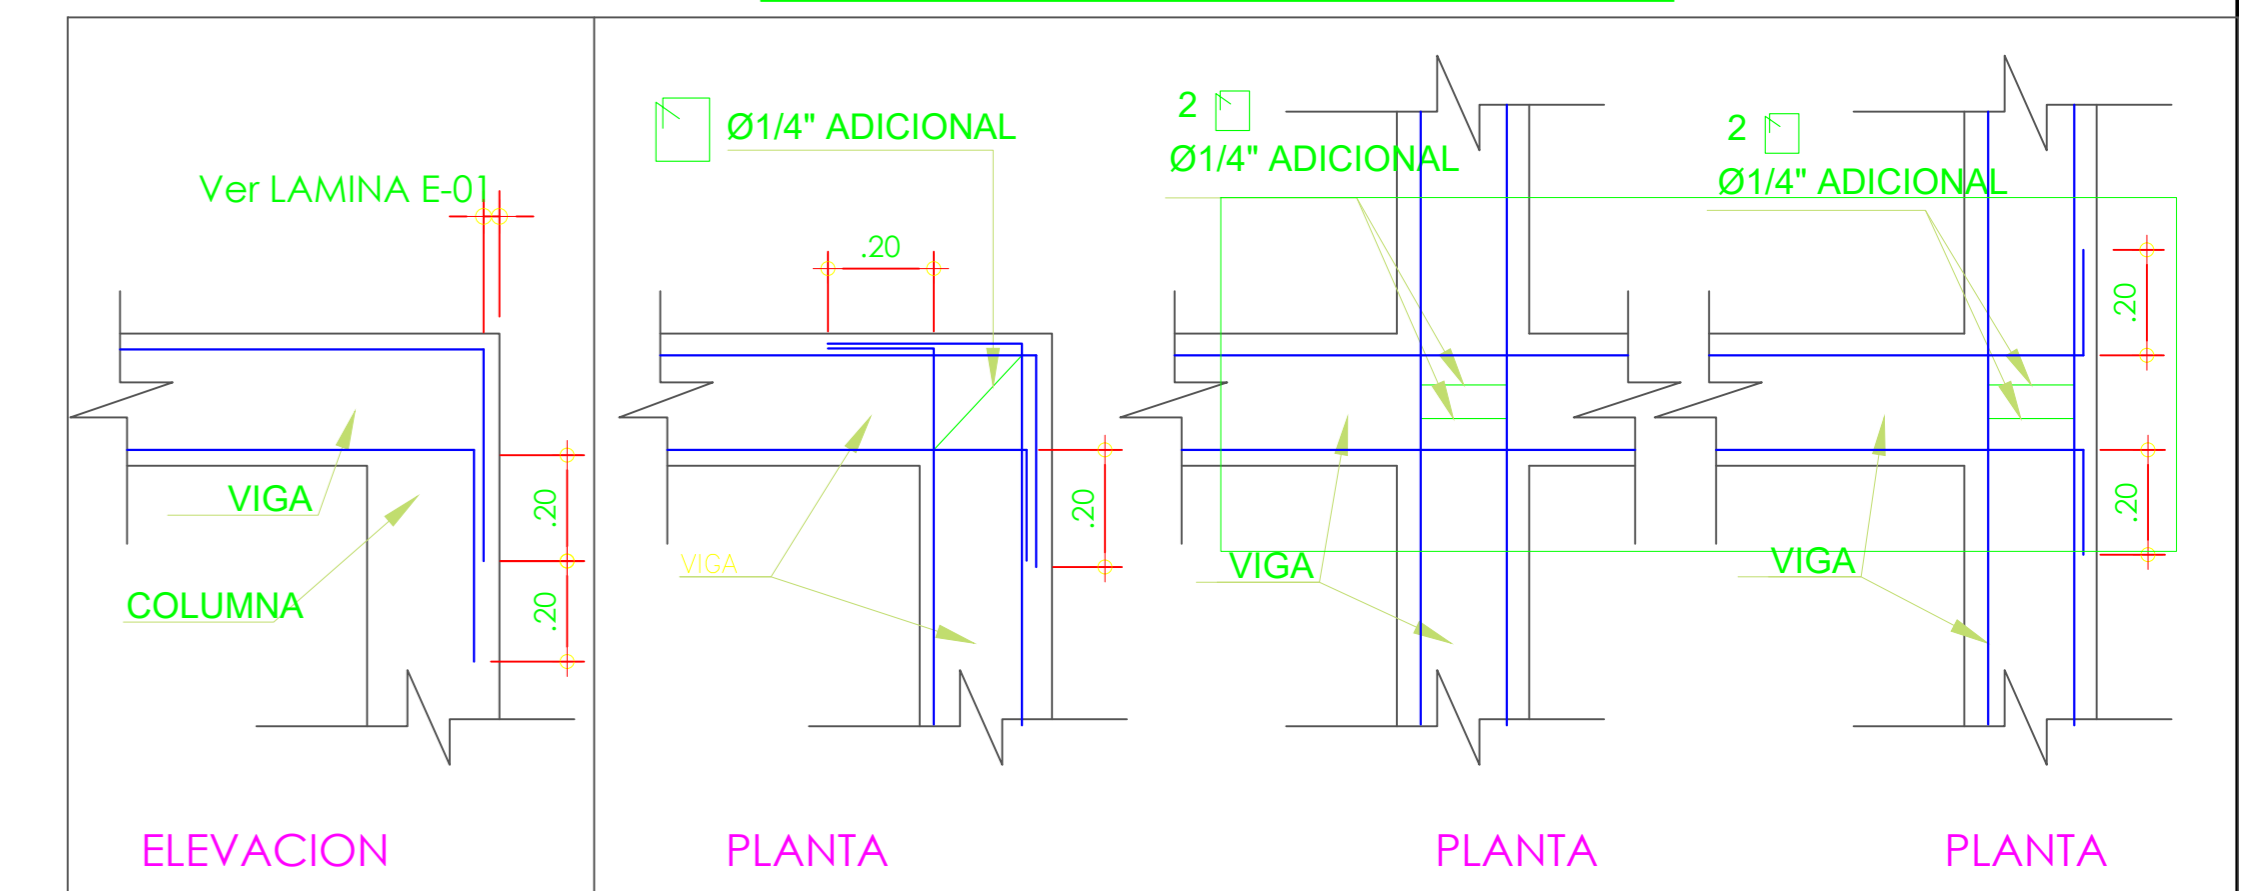 Ver LAMINA E-01
VIGA
COLUMNA
.20
.20
ELEVACION
Ø1/4" ADICIONAL
.20
VIGA
.20
PLANTA
2
Ø1/4" ADICIONAL
VIGA
PLANTA
2
Ø1/4" ADICIONAL
.20
.20
VIGA
PLANTA